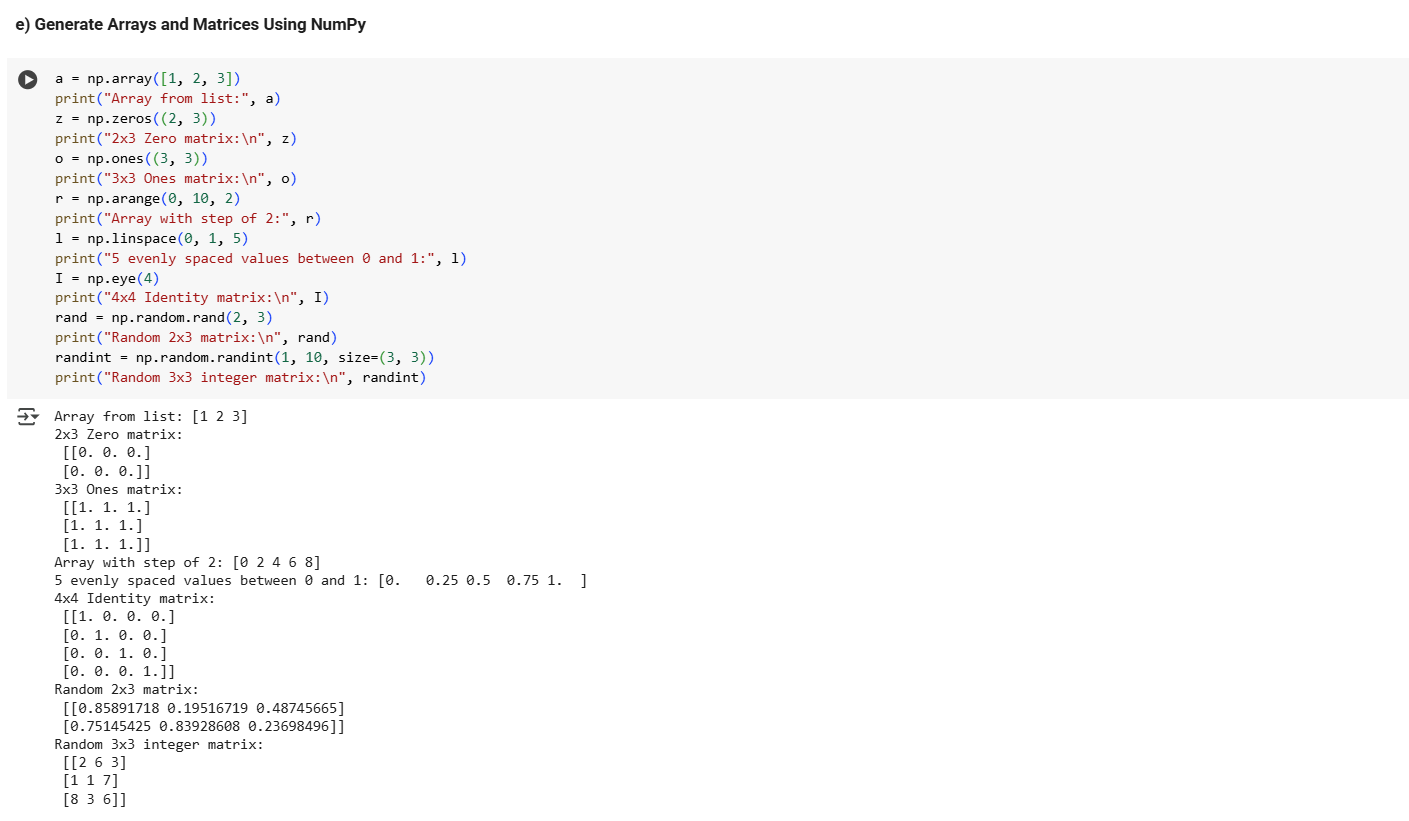 e) Generate Arrays and Matrices Using NumPy
a = np.array([1, 2, 3])
print("Array from list:", a)
z = np.zeros((2, 3))
print("2x3 Zero matrix:\n", z)
o = np.ones((3, 3))
print("3x3 Ones matrix:\n", o)
r = np.arange(0, 10, 2)
print("Array with step of 2:", r)
l = np.linspace(0, 1, 5)
print("5 evenly spaced values between 0 and 1:", l)
I = np.eye(4)
print("4x4 Identity matrix:\n", I)
rand = np.random.rand(2, 3)
print("Random 2x3 matrix:\n", rand)
randint = np.random.randint(1, 10, size=(3, 3))
print("Random 3x3 integer matrix:\n", randint)
Array from list: [1 2 3]
2x3 Zero matrix:
 [[0. 0. 0.]
 [0. 0. 0.]]
3x3 Ones matrix:
 [[1. 1. 1.]
 [1. 1. 1.]
 [1. 1. 1.]]
Array with step of 2: [0 2 4 6 8]
5 evenly spaced values between 0 and 1: [0.   0.25 0.5  0.75 1.  ]
4x4 Identity matrix:
 [[1. 0. 0. 0.]
 [0. 1. 0. 0.]
 [0. 0. 1. 0.]
 [0. 0. 0. 1.]]
Random 2x3 matrix:
 [[0.85891718 0.19516719 0.48745665]
 [0.75145425 0.83928608 0.23698496]]
Random 3x3 integer matrix:
 [[2 6 3]
 [1 1 7]
 [8 3 6]]